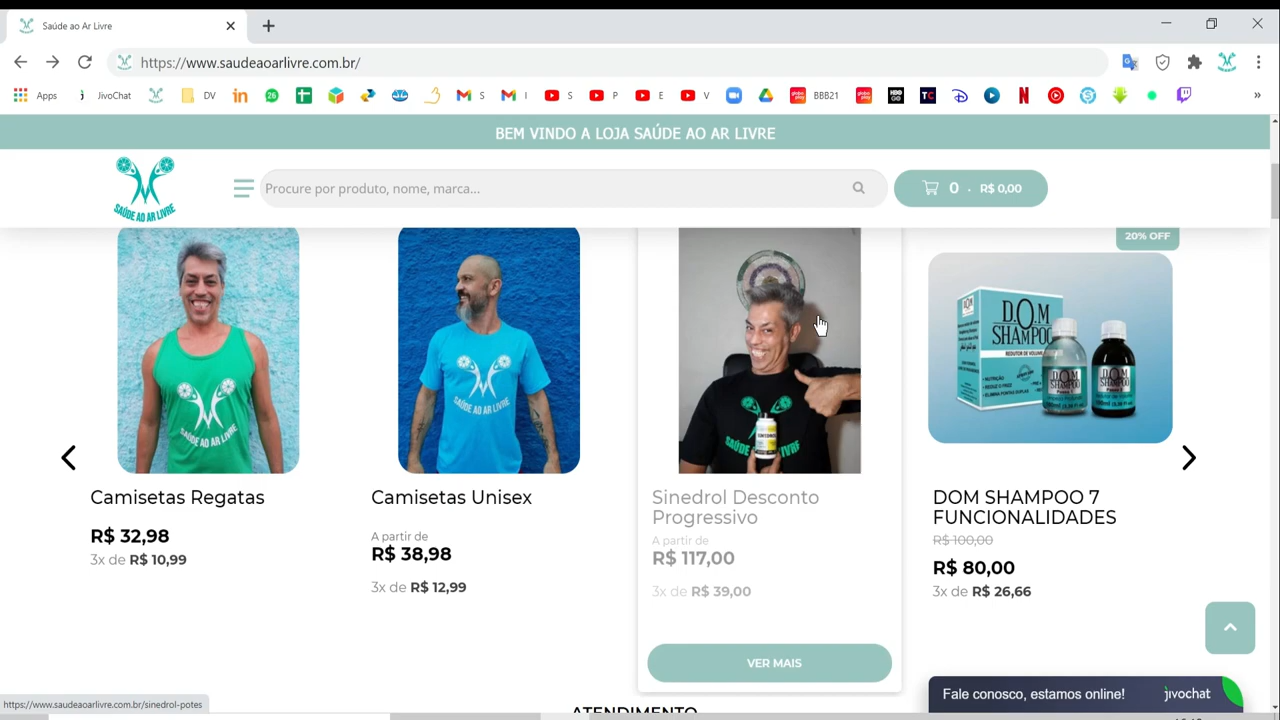 Saúde ao Ar Livre
https://www.saudeaoarlivre.com.br/
Apps
JivoChat
DV
26
S
I
S
P
E
V
BBB21
BEM VINDO A LOJA SAÚDE AO AR LIVRE
SAÚDE AO AR LIVRE
Procure por produto, nome, marca...
0 . R$ 0,00
20% OFF
SAÚDE AO AR LIVRE
SAÚDE AO AR LIVRE
D.O.M
SHAMPOO
Camisetas Regatas
R$ 32,98
3x de R$ 10,99
Camisetas Unisex
A partir de
R$ 38,98
3x de R$ 12,99
Sinedrol Desconto
Progressivo
A partir de
R$ 117,00
3x de R$ 39,00
VER MAIS
DOM SHAMPOO 7
FUNCIONALIDADES
R$ 100,00
R$ 80,00
3x de R$ 26,66
Fale conosco, estamos online!
jivochat
https://www.saudeaoarlivre.com.br/sinedrol-potes
ATENDIMENTO